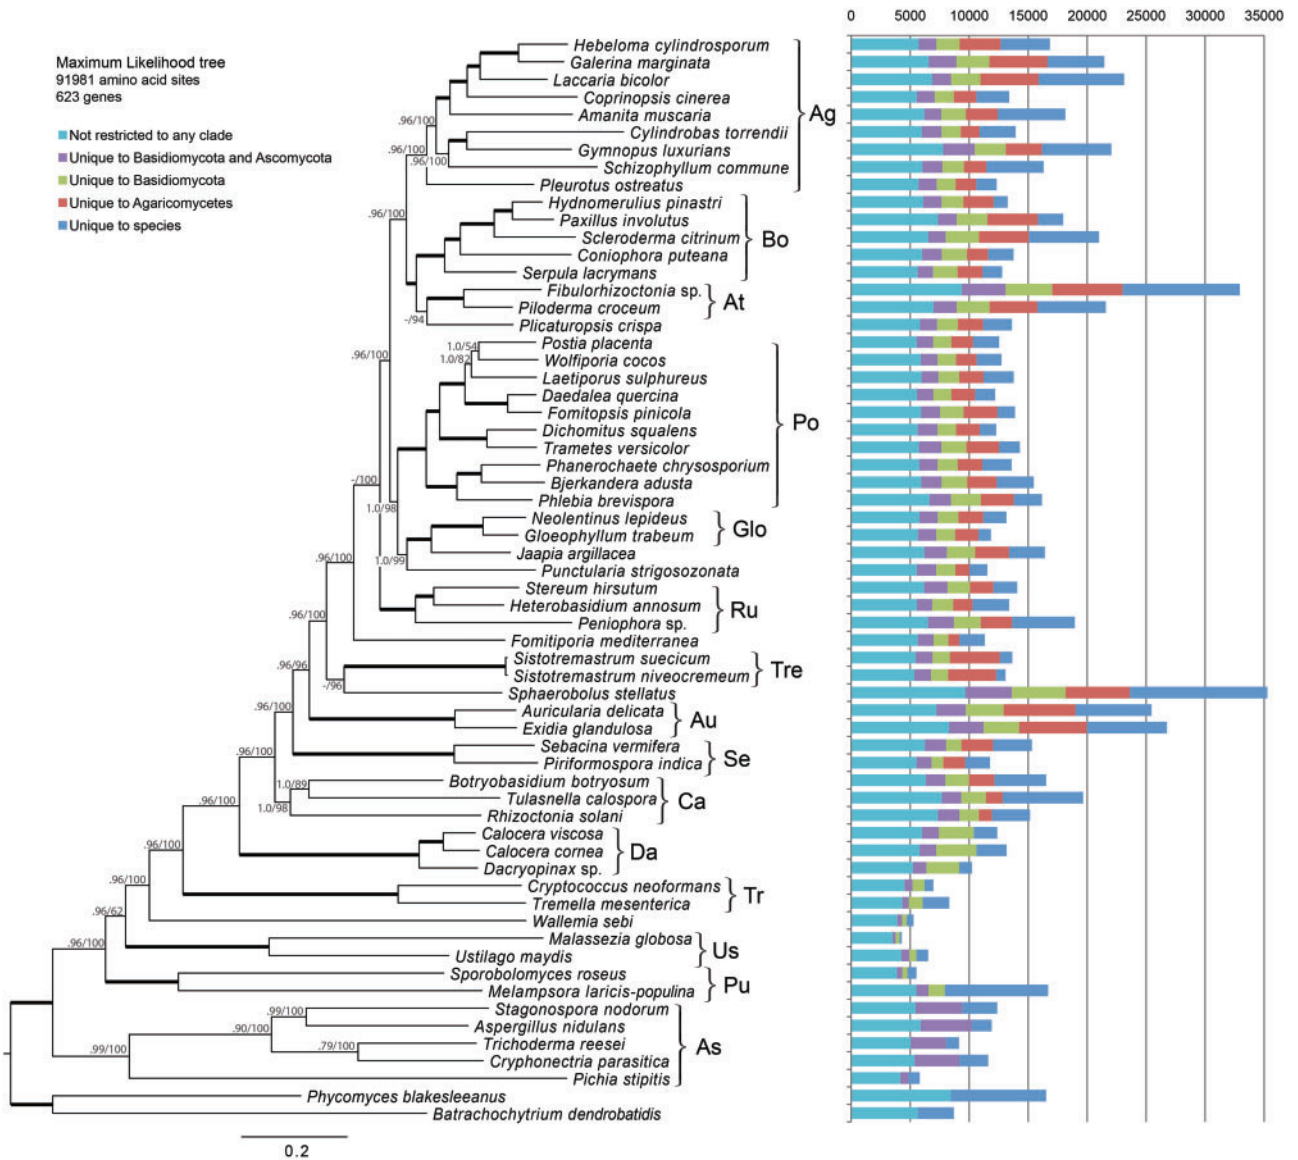 0 5000 10000 15000 20000 25000 30000 35000
Maximum Likelihood tree
91981 amino acid sites
623 genes
Not restricted to any clade
Unique to Basidiomycota and Ascomycota
Unique to Basidiomycota
Unique to Agaricomycetes
Unique to species
Hebeloma cylindrosporum
Galerina marginata
Laccaria bicolor
Coprinopsis cinerea
Amanita muscaria
Ag
.96/100
Cylindrobas torrendii
.96/100
Gymnopus luxurians
.96/100
Schizophyllum commune
Pleurotus ostreatus
Hydnomerulius pinastri
.96/100
Paxillus involutus
Scleroderma citrinum
Bo
Coniophora puteana
Serpula lacrymans
Fibulorhizoctonia sp.
At
Piloderma croceum
-/94
Plicaturopsis crispa
1.0/54
Postia placenta
.96/100
1.0/82
Wolfiporia cocos
Laetiporus sulphureus
Daedalea quercina
Fomitopsis pinicola
Po
Dichomitus squalens
Trametes versicolor
Phanerochaete chrysosporium
-/100
Bjerkandera adusta
Phlebia brevispora
1.0/98
Neolentinus lepideus
Glo
Gloeophyllum trabeum
Jaapia argillacea
.96/100
1.0/99
Punctularia strigosozonata
Stereum hirsutum
Heterobasidium annosum
Ru
.96/100
Peniophora sp.
Fomitiporia mediterranea
Sistotremastrum suecicum
.96/96
Tre
Sistotremastrum niveocremeum
-/96
Sphaerobolus stellatus
.96/100
Auricularia delicata
Au
Exidia glandulosa
Sebacina vermifera
.96/100
Se
Piriformospora indica
1.0/89
Botryobasidium botryosum
Tulasnella calospora
Ca
.96/100
1.0/98
Rhizoctonia solani
Calocera viscosa
.96/100
Calocera cornea
Da
Dacryopinax sp.
.96/100
Cryptococcus neoformans
Tr
Tremella mesenterica
.96/62
Wallemia sebi
Malassezia globosa
.96/100
Us
Ustilago maydis
Sporobolomyces roseus
Pu
Melampsora laricis-populina
.99/100
Stagonospora nodorum
.90/100
Aspergillus nidulans
.99/100
.79/100
Trichoderma reesei
As
Cryphonectria parasitica
Pichia stipitis
Phycomyces blakesleeanus
Batrachochytrium dendrobatidis
0.2